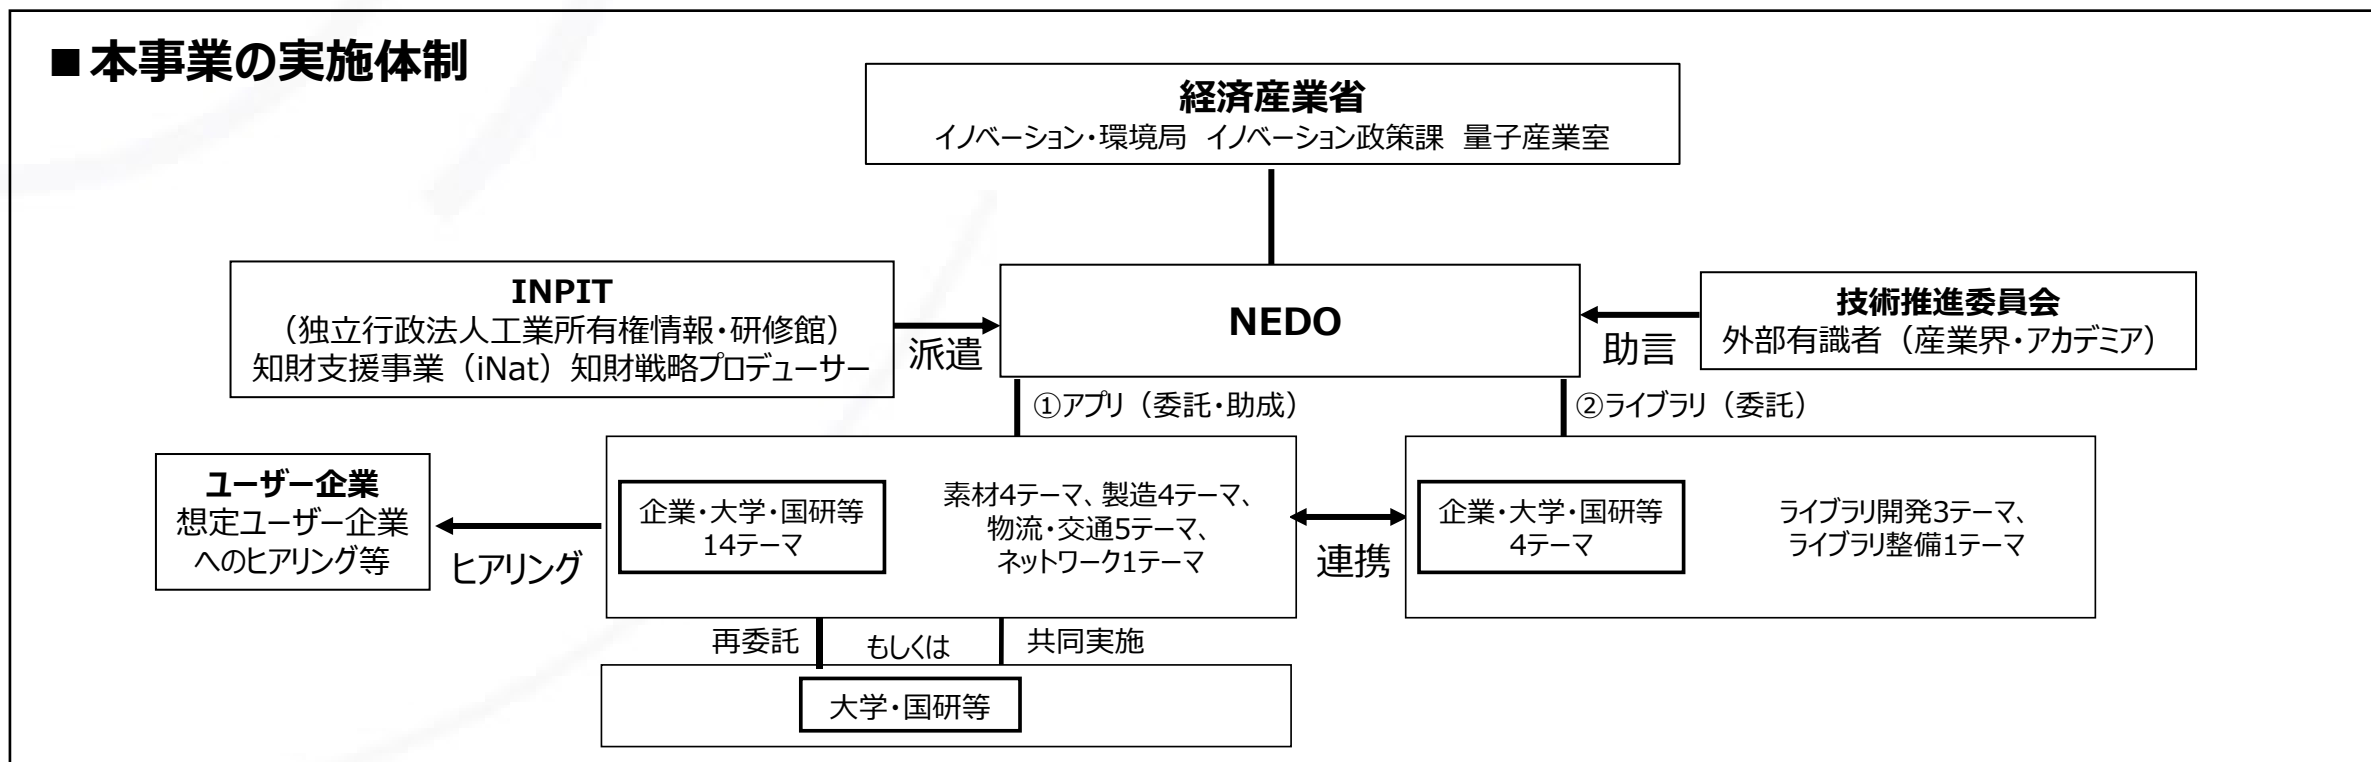 ■本事業の実施体制
経済産業省
イノベーション・環境局 イノベーション政策課 量子産業室
INPIT
（独立行政法人工業所有権情報・研修館）
知財支援事業（iNat）知財戦略プロデューサー
派遣
NEDO
助言
技術推進委員会
外部有識者（産業界・アカデミア）
①アプリ（委託・助成）
②ライブラリ（委託）
ユーザー企業
想定ユーザー企業
へのヒアリング等
ヒアリング
企業・大学・国研等
14テーマ
素材4テーマ、製造4テーマ、
物流・交通5テーマ、
ネットワーク1テーマ
連携
企業・大学・国研等
4テーマ
ライブラリ開発3テーマ、
ライブラリ整備1テーマ
再委託 もしくは 共同実施
大学・国研等